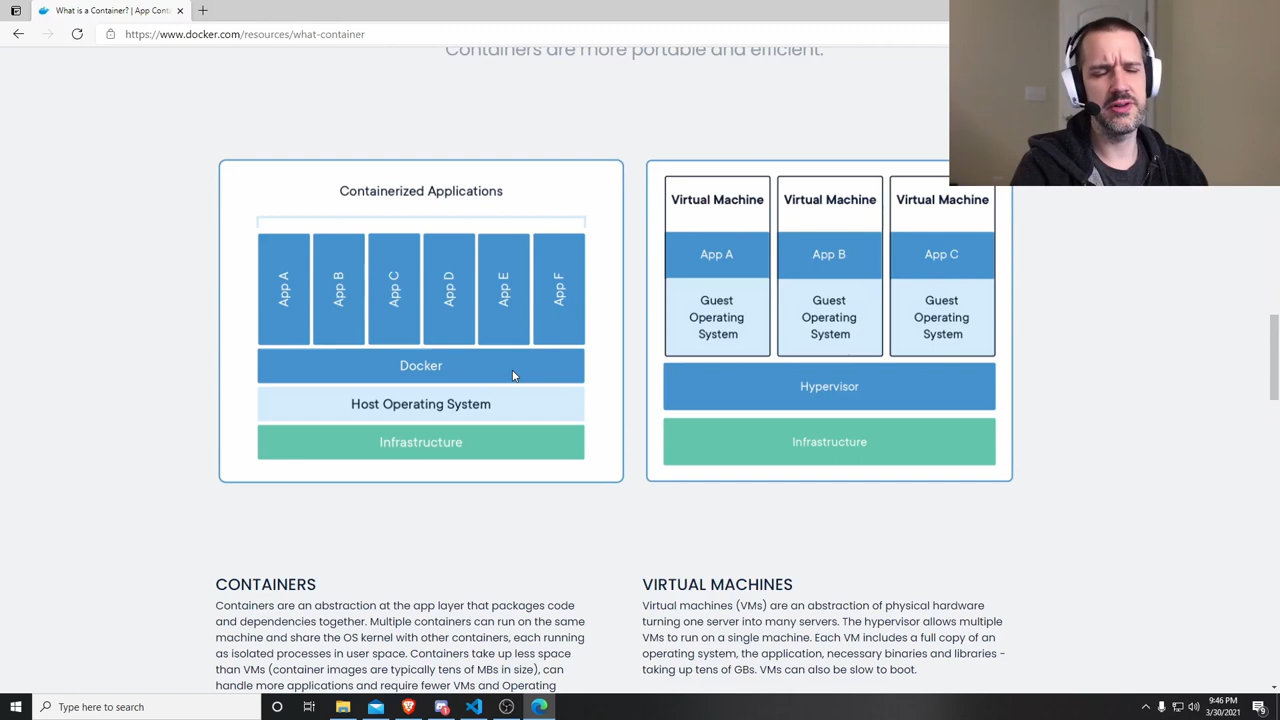 What is a Container? | App Cont
https://www.docker.com/resources/what-container
Containers are more portable and efficient.
Containerized Applications
App A
App B
App C
App D
App E
App F
Docker
Host Operating System
Infrastructure
Virtual Machine
Virtual Machine
Virtual Machine
App A
App B
App C
Guest
Operating
System
Guest
Operating
System
Guest
Operating
System
Hypervisor
Infrastructure
CONTAINERS
Containers are an abstraction at the app layer that packages code
and dependencies together. Multiple containers can run on the same
machine and share the OS kernel with other containers, each running
as isolated processes in user space. Containers take up less space
than VMs (container images are typically tens of MBs in size), can
handle more applications and require fewer VMs and Operating
VIRTUAL MACHINES
Virtual machines (VMs) are an abstraction of physical hardware
turning one server into many servers. The hypervisor allows multiple
VMs to run on a single machine. Each VM includes a full copy of an
operating system, the application, necessary binaries and libraries -
taking up tens of GBs. VMs can also be slow to boot.
Type here to search
9:46 PM
3/30/2021